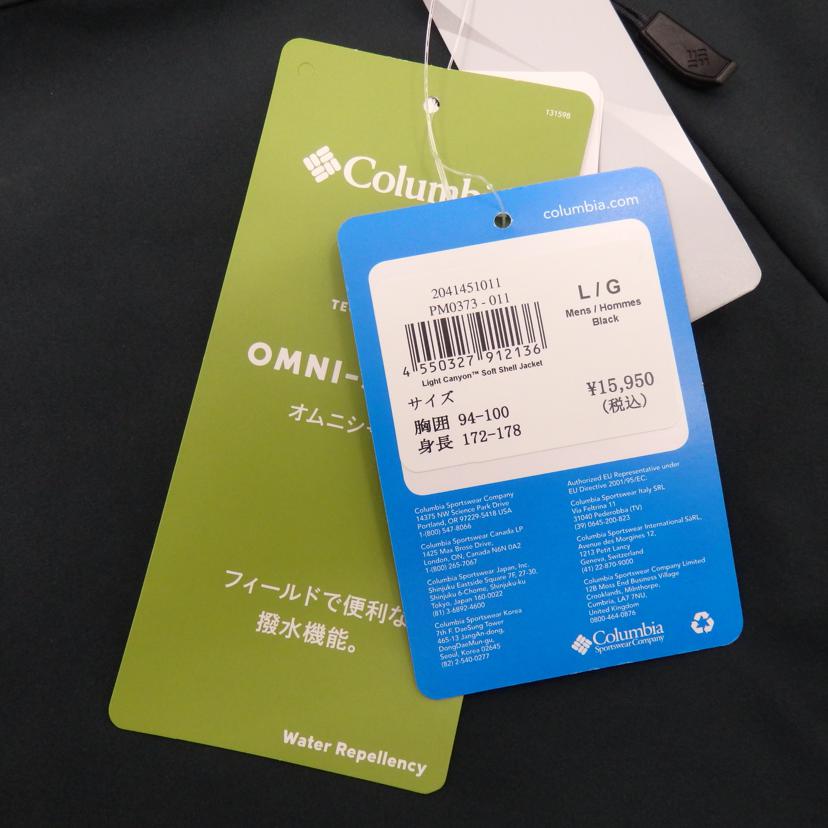 131598
Columbia
OMNI-
オムニシ
フィールドで便利な
撥水機能。
Water Repellency
columbia.com
2041451011
PM0373-011
4 550327 912136
Light Canyon™ Soft Shell Jacket
L / G
Mens / Hommes
Black
サイズ
胸囲 94-100
身長 172-178
¥15,950
(税込)
Columbia Sportswear Company
14375 NW Science Park Drive
Portland, OR 97229-5418 USA
1-(800) 547-8066
Columbia Sportswear Canada LP
1425 Max Brose Drive,
London, ON, Canada N6N 0A2
1-(800) 265-7067
Columbia Sportswear Japan, Inc.
Shinjuku Eastside Square 7F, 27-30,
Shinjuku 6-Chome, Shinjuku-ku
Tokyo, Japan 160-0022
(81) 3-6892-4600
Columbia Sportswear Korea
7th F. DaeSung Tower
465-13 JangAn-dong,
DongDaeMun-gu,
Seoul, Korea 02645
(82) 2-540-0277
Authorized EU Representative under
EU Directive 2001/95/EC.
Columbia Sportswear Italy SRL
Via Feltrina 11
31040 Pederobba (TV)
(39) 0645-200-823
Columbia Sportswear International SàRL,
Avenue des Morgines 12,
1213 Petit Lancy
Geneva, Switzerland
(41) 22-870-9000
Columbia Sportswear Company Limited
12B Moss End Business Village
Crooklands, Milnthorpe,
Cumbria, LA7 7NU,
United Kingdom
0800-464-0876
Columbia
Sportswear Company